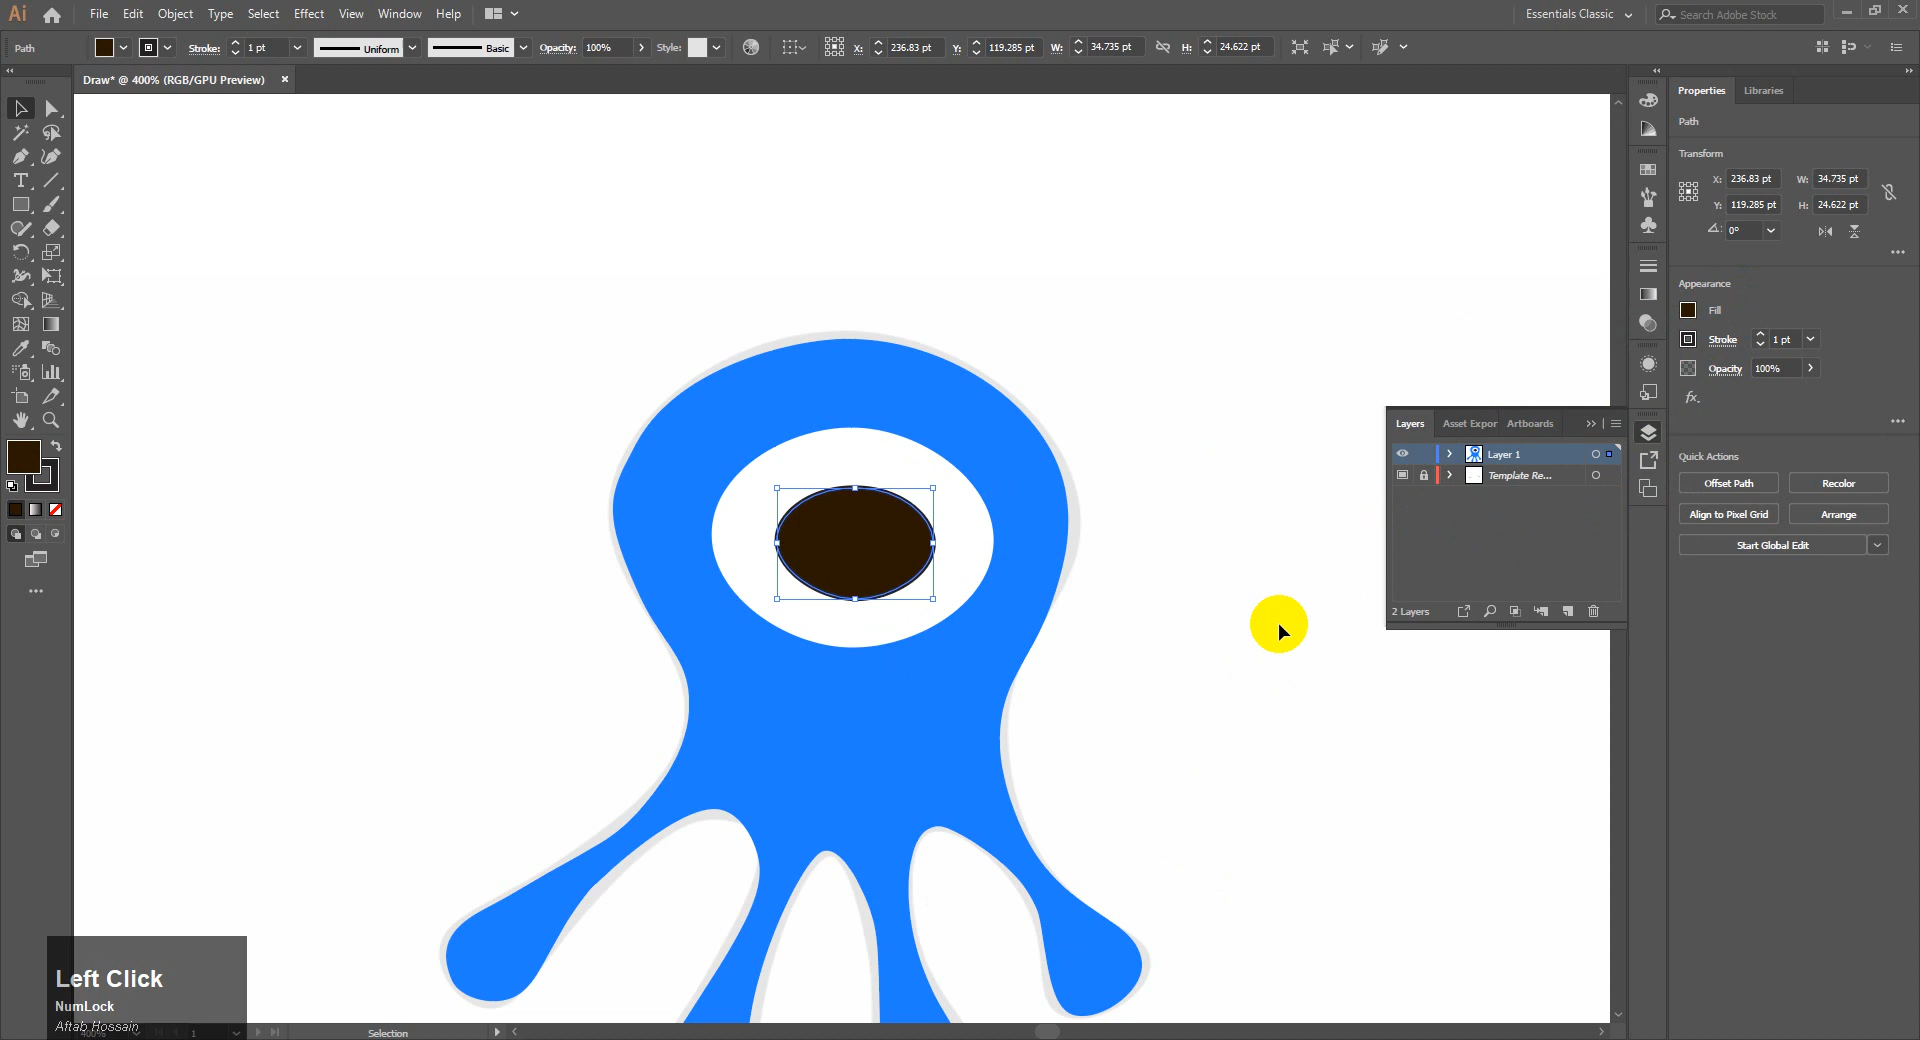 Ai File Edit Object Type Select Effect View Window Help Essentials Classic Search Adobe Stock
Path Stroke: 1 pt Uniform Basic Opacity: 100% Style: X: 236.83 pt Y: 119.285 pt W: 34.735 pt H: 24.622 pt
Draw* @ 400% (RGB/GPU Preview)
Properties Libraries
Path
Transform
X: 236.83 pt W: 34.735 pt
Y: 119.285 pt H: 24.622 pt
0°
Appearance
Fill
Stroke 1 pt
Opacity 100%
fx.
Layers Asset Expor Artboards
Layer 1
Template Re...
2 Layers
Quick Actions
Offset Path Recolor
Align to Pixel Grid Arrange
Start Global Edit
Left Click
NumLock
Aftab Hossain
400% 1 Selection